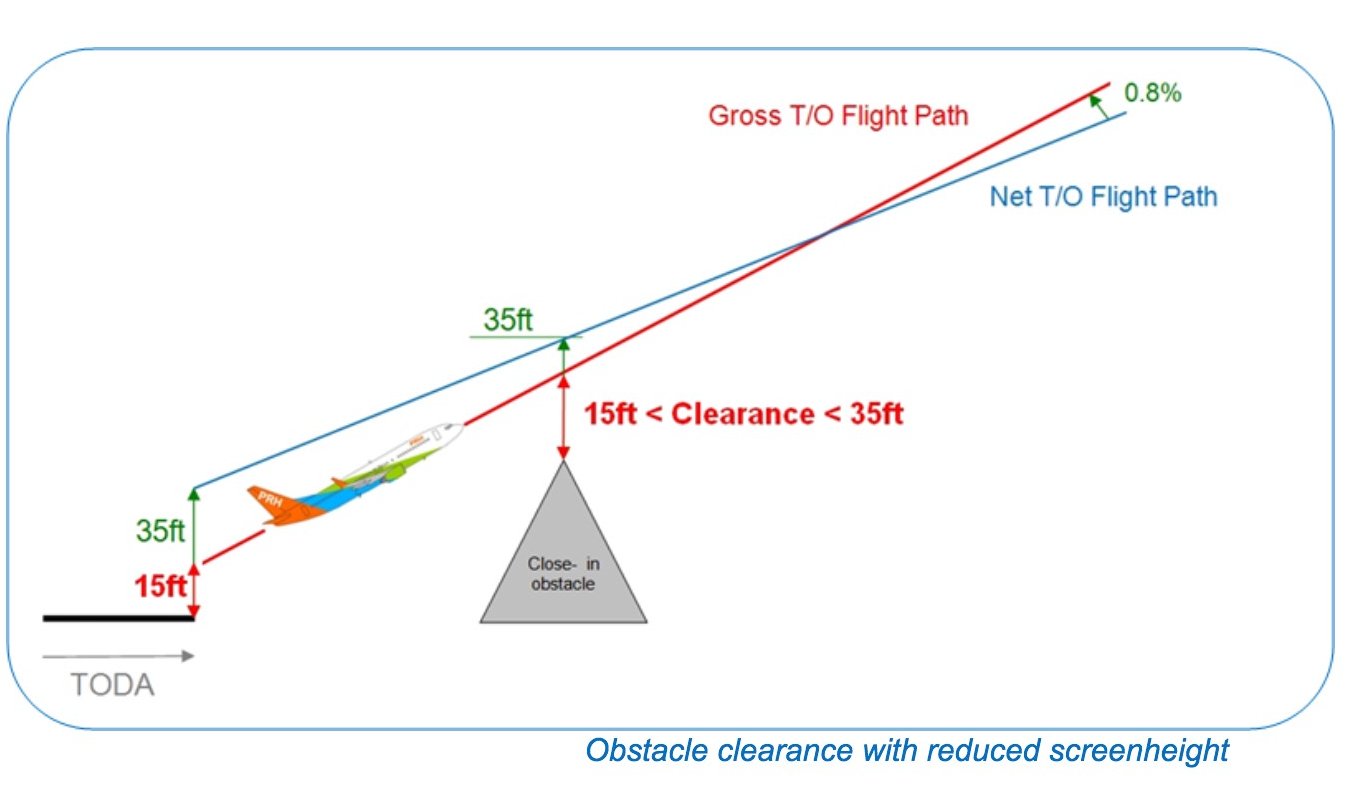 0.8%
Gross T/O Flight Path
Net T/O Flight Path
35ft
15ft < Clearance < 35ft
PRH
PRH
35ft
15ft
Close- in
obstacle
TODA
Obstacle clearance with reduced screenheight